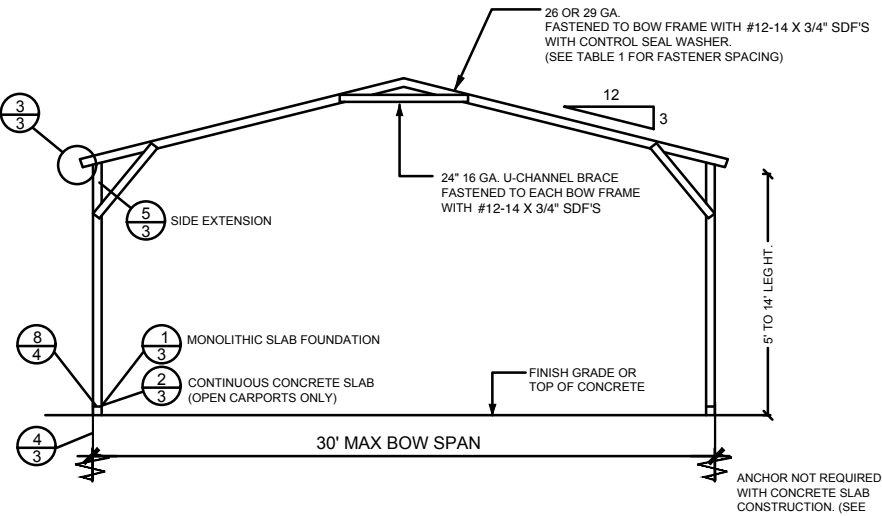 26 OR 29 GA.
FASTENED TO BOW FRAME WITH #12-14 X 3/4" SDF'S
WITH CONTROL SEAL WASHER.
(SEE TABLE 1 FOR FASTENER SPACING)
12
3
3
3
24" 16 GA. U-CHANNEL BRACE
FASTENED TO EACH BOW FRAME
WITH #12-14 X 3/4" SDF'S
5
3
SIDE EXTENSION
5' TO 14' LEG HT.
8
4
1
3
MONOLITHIC SLAB FOUNDATION
2
3
CONTINUOUS CONCRETE SLAB
(OPEN CARPORTS ONLY)
FINISH GRADE OR
TOP OF CONCRETE
4
3
30' MAX BOW SPAN
ANCHOR NOT REQUIRED
WITH CONCRETE SLAB
CONSTRUCTION. (SEE